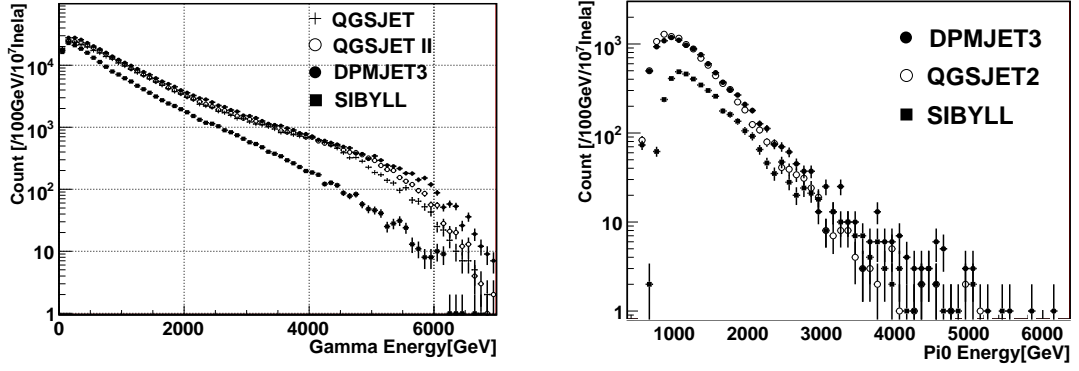 Count [/100GeV/10⁷Inela]
10⁴
10³
10²
10
1
QGSJET
QGSJET II
DPMJET3
SIBYLL
0 2000 4000 6000
Gamma Energy[GeV]
Count [/100GeV/10⁷Inela]
10³
10²
10
1
DPMJET3
QGSJET2
SIBYLL
1000 2000 3000 4000 5000 6000
Pi0 Energy[GeV]